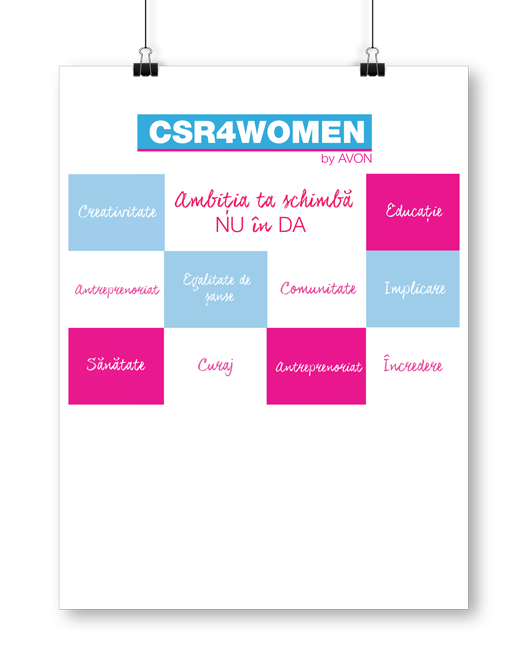 CSR4WOMEN
by AVON
Ambiția ta schimbă
NU în DA
Creativitate
Educație
Antreprenoriat
Egalitate de
șanse
Comunitate
Implicare
Sănătate
Curaj
Antreprenoriat
Încredere